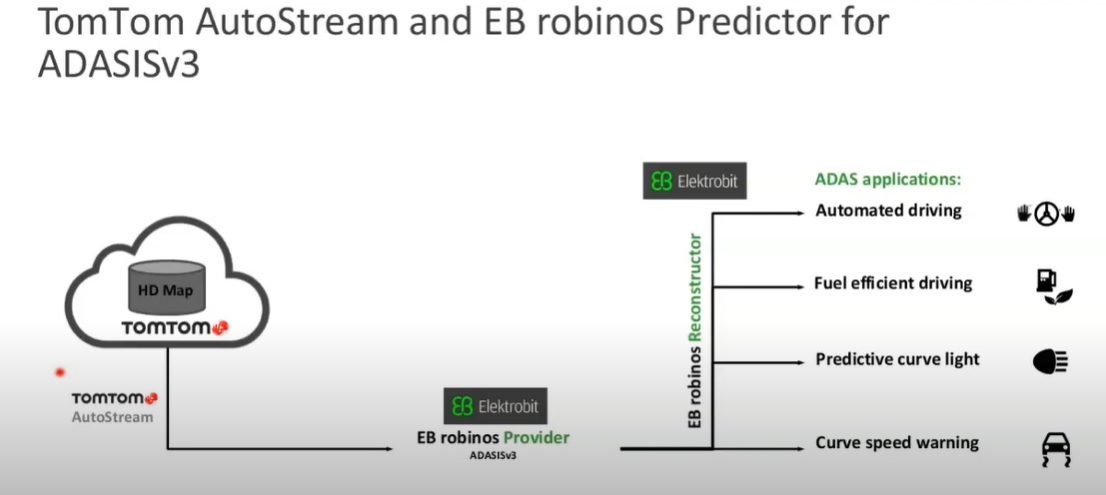 TomTom AutoStream and EB robinos Predictor for
ADASISv3
HD Map
TOMTOM
TOMTOM
AutoStream
EB Elektrobit
EB robinos Provider
ADASISv3
EB Elektrobit
EB robinos Reconstructor
ADAS applications:
Automated driving
Fuel efficient driving
Predictive curve light
Curve speed warning